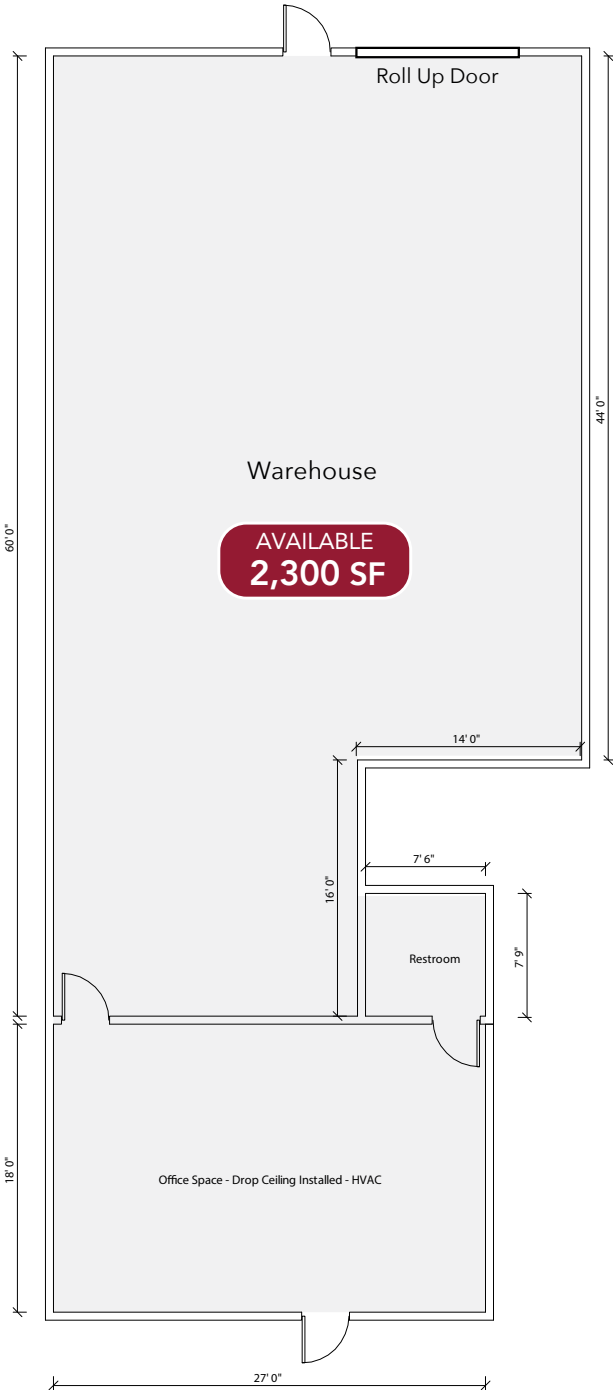 Roll Up Door
44' 0"
Warehouse
AVAILABLE
2,300 SF
60' 0"
14' 0"
7' 6"
16' 0"
Restroom
7' 9"
18' 0"
Office Space - Drop Ceiling Installed - HVAC
27' 0"